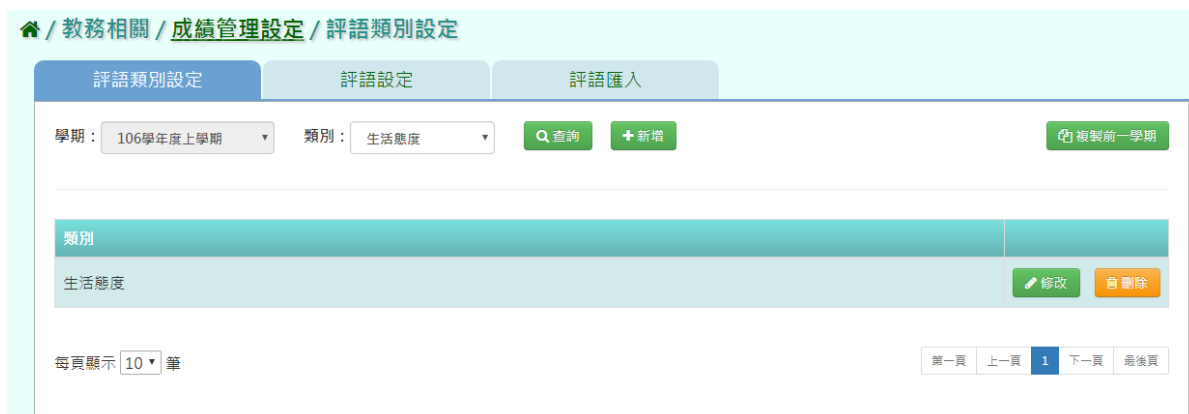 / 教務相關 / 成績管理設定 / 評語類別設定
評語類別設定 評語設定 評語匯入
學期： 106學年度上學期 類別： 生活態度 查詢 新增 複製前一學期
類別
生活態度 修改 刪除
每頁顯示 10 筆 第一頁 上一頁 1 下一頁 最後頁